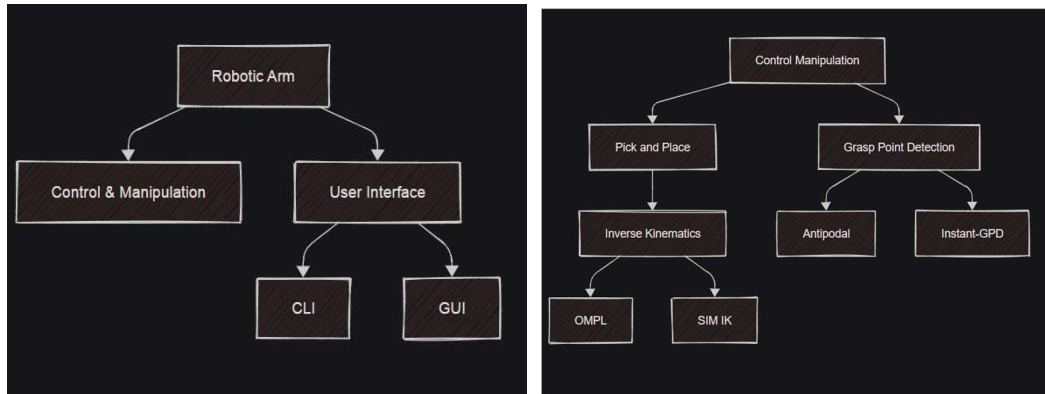 Robotic Arm
Control & Manipulation
User Interface
CLI
GUI
Control Manipulation
Pick and Place
Grasp Point Detection
Inverse Kinematics
Antipodal
Instant-GPD
OMPL
SIM IK